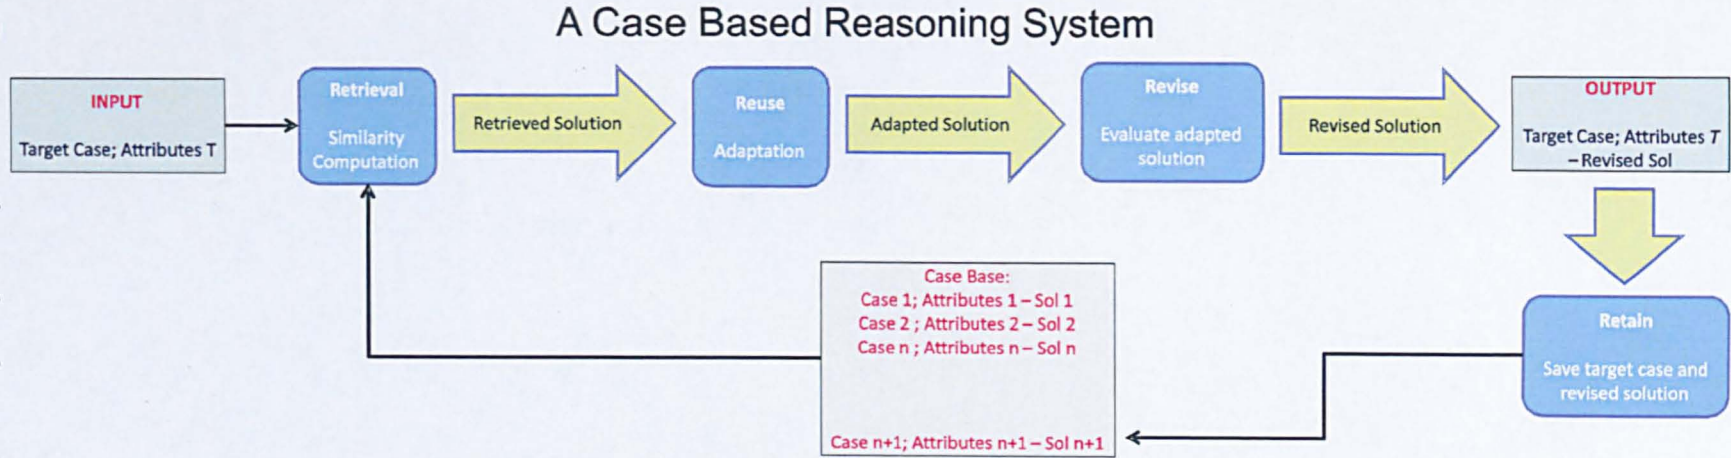 A Case Based Reasoning System
INPUT
Target Case; Attributes T
Retrieval
Similarity
Computation
Retrieved Solution
Reuse
Adaptation
Adapted Solution
Revise
Evaluate adapted
solution
Revised Solution
OUTPUT
Target Case; Attributes T
– Revised Sol
Case Base:
Case 1; Attributes 1 – Sol 1
Case 2 ; Attributes 2 – Sol 2
Case n ; Attributes n – Sol n
Case n+1; Attributes n+1 – Sol n+1
Retain
Save target case and
revised solution